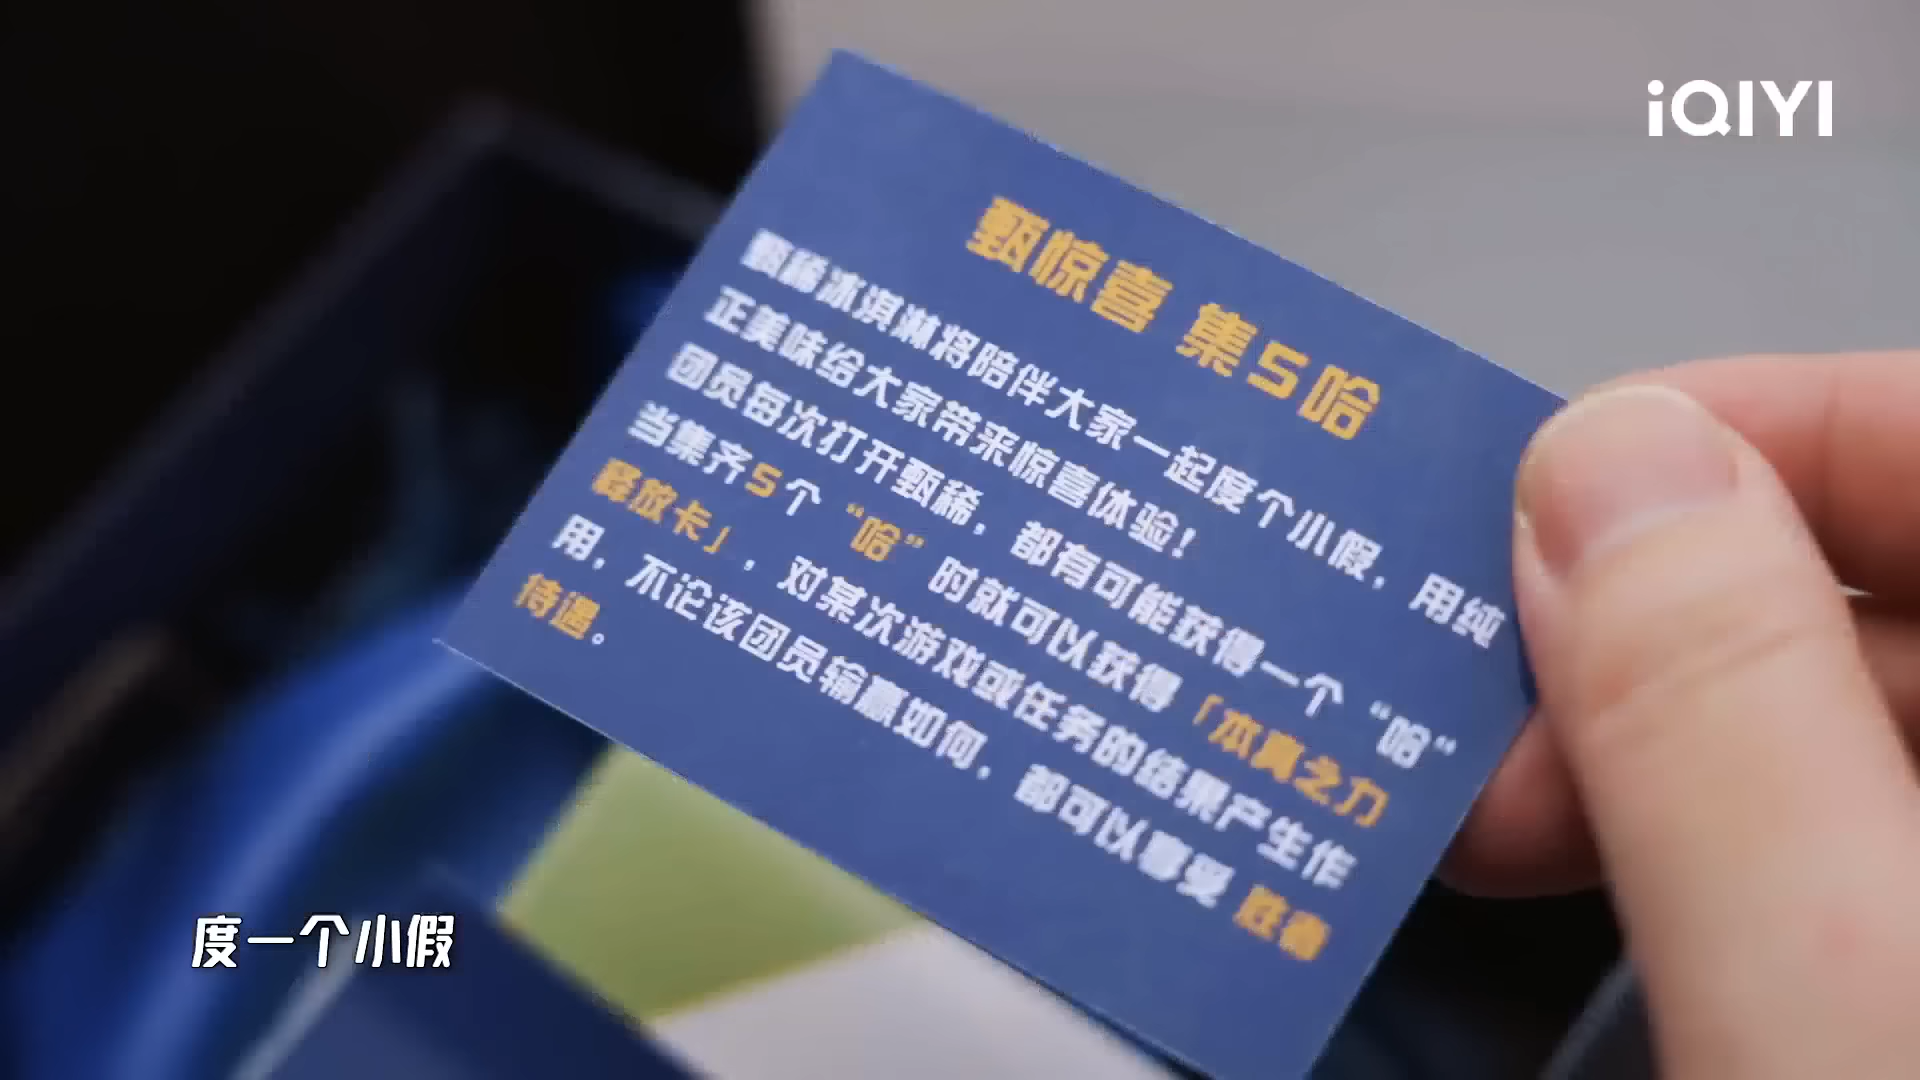 iQIYI
甄惊喜 集5哈
甄稀冰淇淋将陪伴大家一起度个小假，用纯
正美味给大家带来惊喜体验！
团员每次打开甄稀，都有可能获得一个“哈”
当集齐5个“哈”时就可以获得「本真之力
释放卡」，对某次游戏或任务的结果产生作
用，不论该团员输赢如何，都可以享受 胜者
待遇。
度一个小假